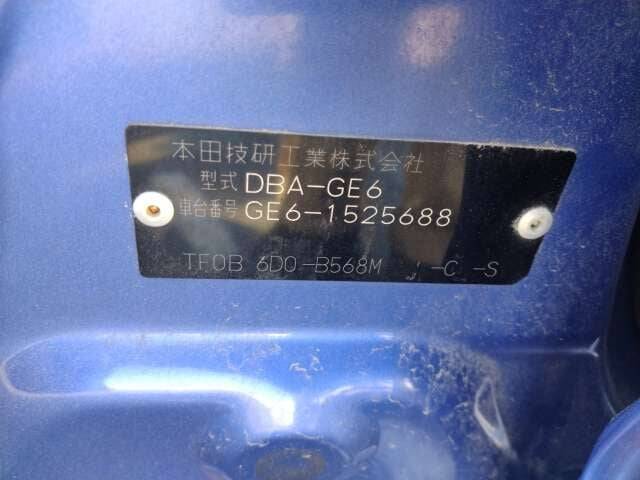 本田技研工業株式会社
型式 DBA-GE6
車台番号 GE6-1525688
TF0B 6D0-B568M J-C -S